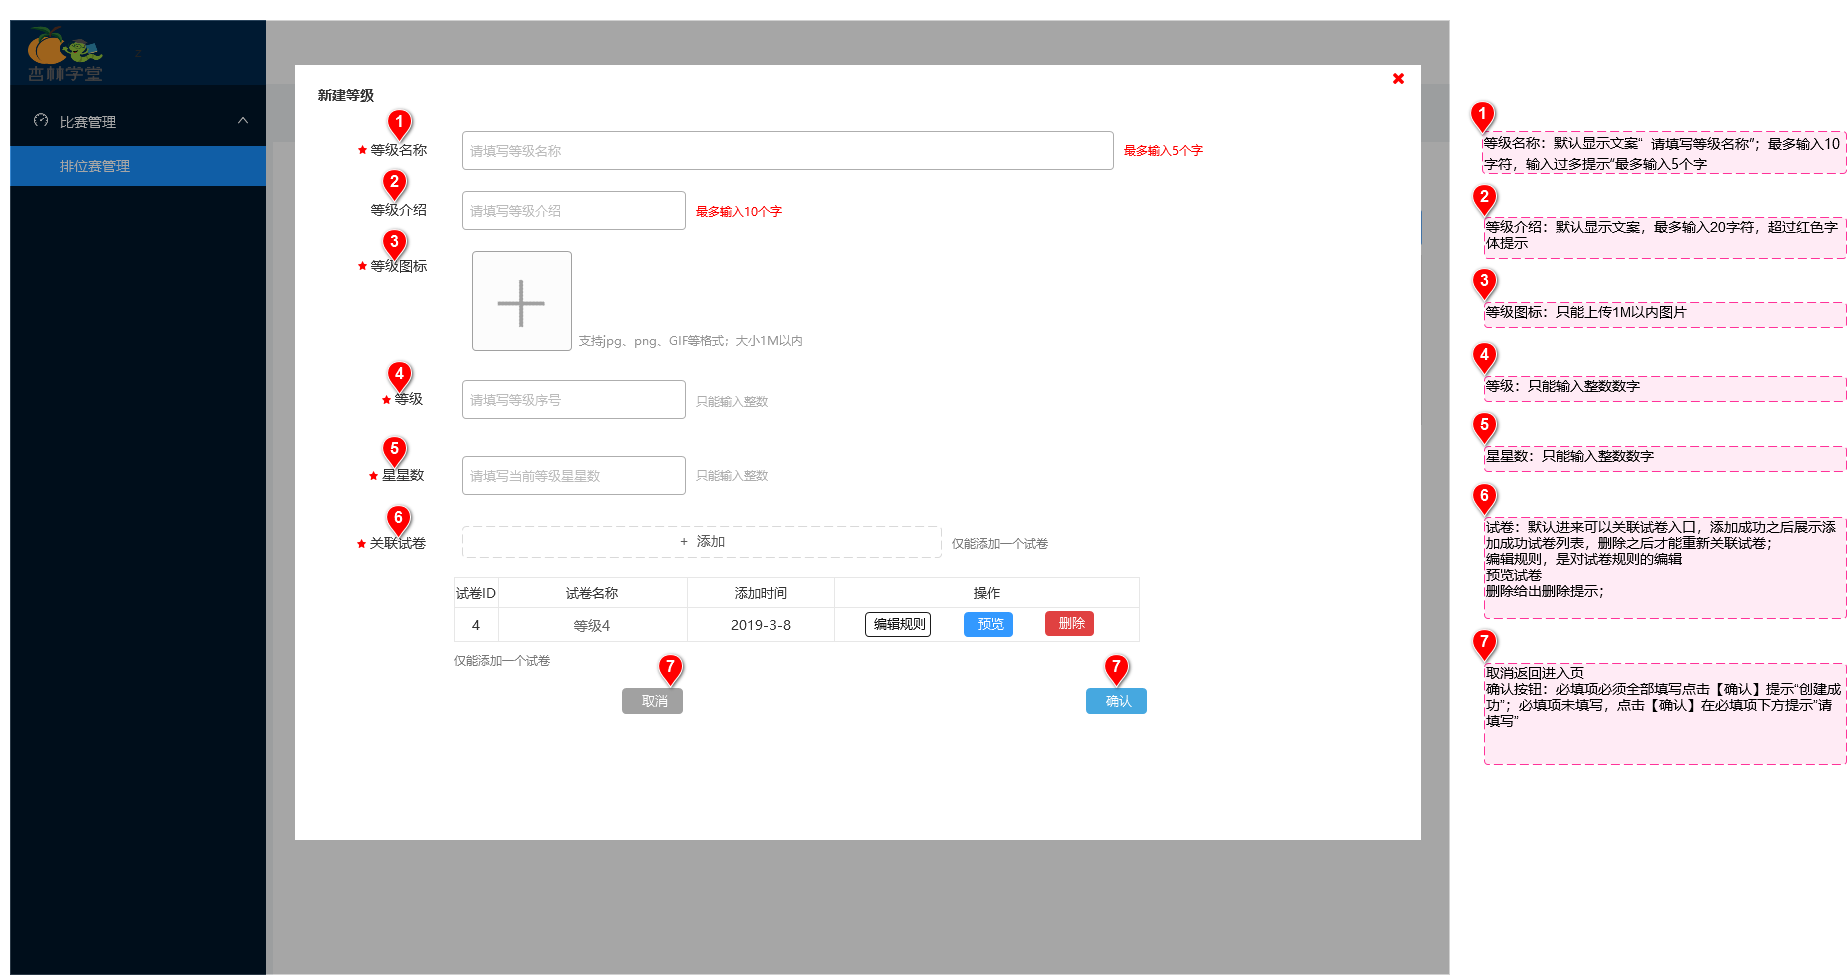 杏林学堂
z
比赛管理
排位赛管理
新建等级
1
等级名称
请填写等级名称
最多输入5个字
2
等级介绍
请填写等级介绍
最多输入10个字
3
等级图标
支持jpg、png、GIF等格式；大小1M以内
4
等级
请填写等级序号
只能输入整数
5
星星数
请填写当前等级星星数
只能输入整数
6
关联试卷
+ 添加
仅能添加一个试卷
试卷ID 试卷名称 添加时间 操作
4 等级4 2019-3-8 编辑规则 预览 删除
仅能添加一个试卷
7 7
取消 确认
1
等级名称：默认显示文案“ 请填写等级名称”；最多输入10
字符，输入过多提示“最多输入5个字
2
等级介绍：默认显示文案，最多输入20字符，超过红色字
体提示
3
等级图标：只能上传1M以内图片
4
等级：只能输入整数数字
5
星星数：只能输入整数数字
6
试卷：默认进来可以关联试卷入口，添加成功之后展示添
加成功试卷列表，删除之后才能重新关联试卷；
编辑规则，是对试卷规则的编辑
预览试卷
删除给出删除提示；
7
取消返回进入页
确认按钮：必填项必须全部填写点击【确认】提示“创建成
功”；必填项未填写，点击【确认】在必填项下方提示”请
填写”